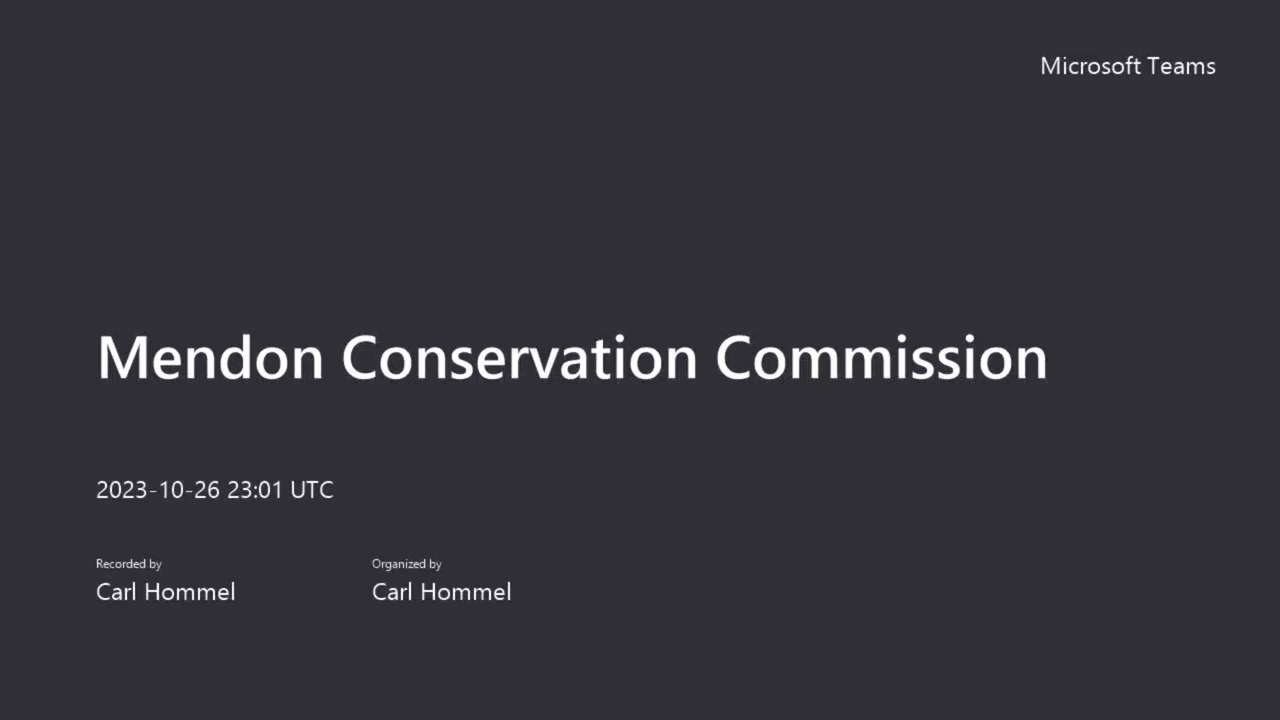 Microsoft Teams
Mendon Conservation Commission
2023-10-26 23:01 UTC
Recorded by
Carl Hommel
Organized by
Carl Hommel